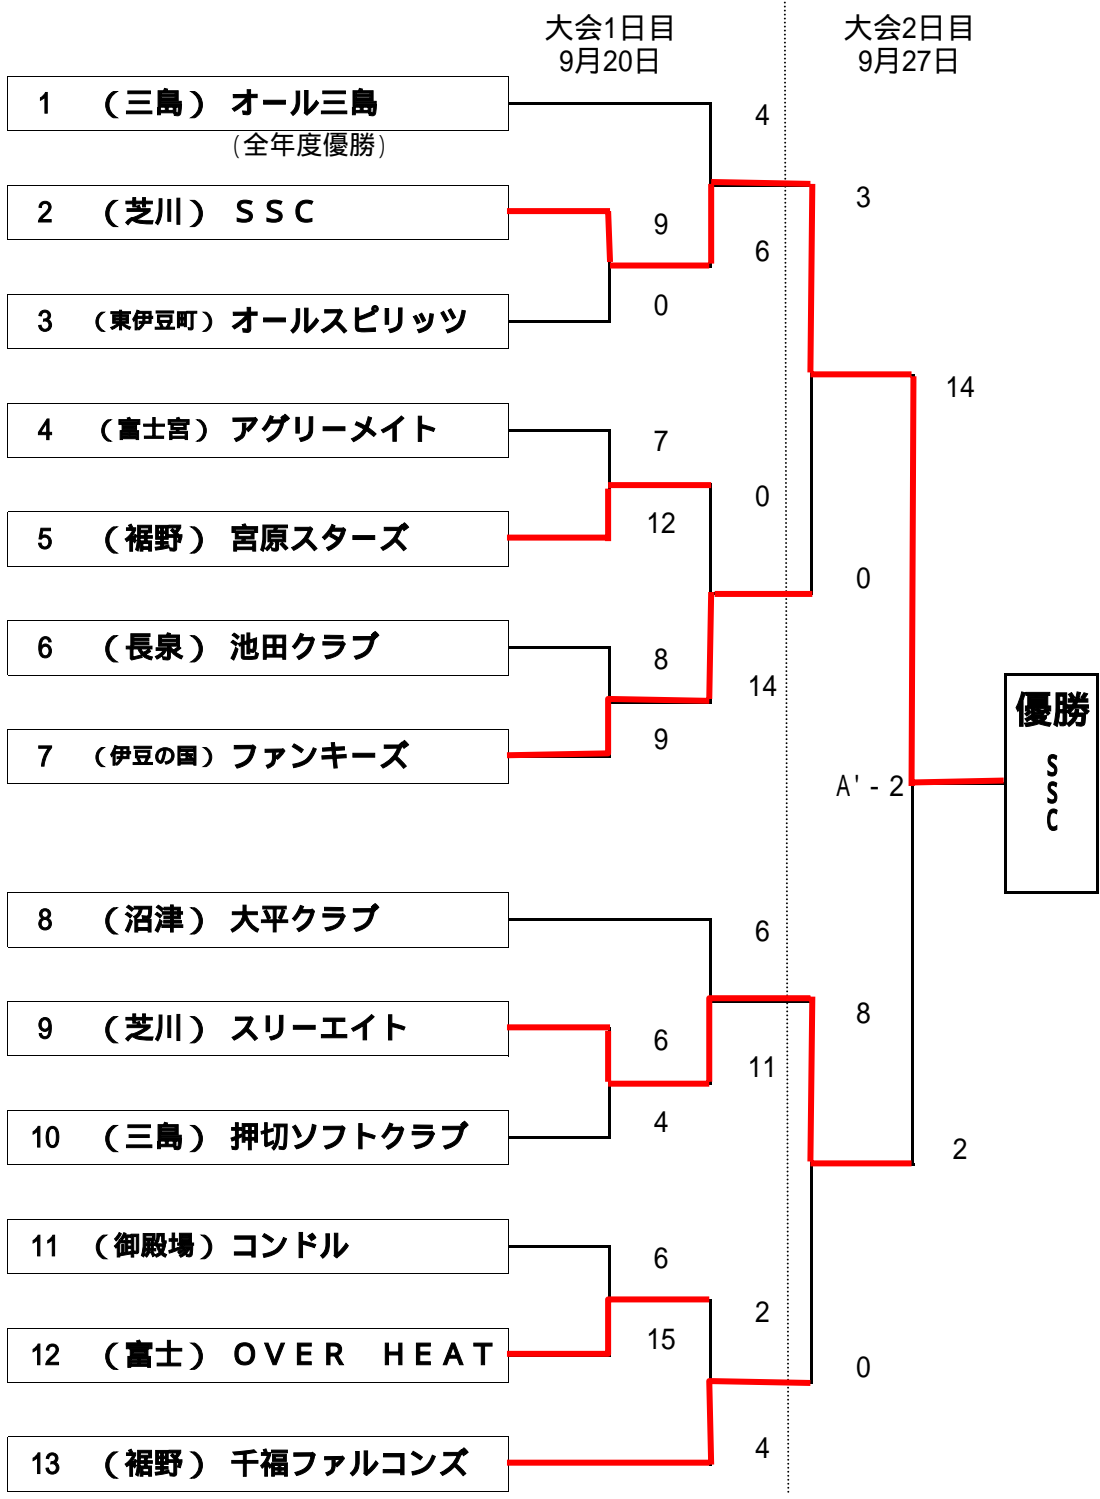 大会1日目 大会2日目
9月20日 9月27日
1 （三島） オール三島
4
(全年度優勝)
2 （芝川） ＳＳＣ
3
9
6
0
3 （東伊豆町） オールスピリッツ
14
4 （富士宮） アグリーメイト
7
0
12
5 （裾野） 宮原スターズ
0
6 （長泉） 池田クラブ
8
14
優勝
9
7 （伊豆の国） ファンキーズ
A'-2
SSC
8 （沼津） 大平クラブ
6
8
9 （芝川） スリーエイト
6
11
4
10 （三島） 押切ソフトクラブ
2
11 （御殿場） コンドル
6
2
15
12 （富士） ＯＶＥＲ　ＨＥＡＴ
0
4
13 （裾野） 千福ファルコンズ